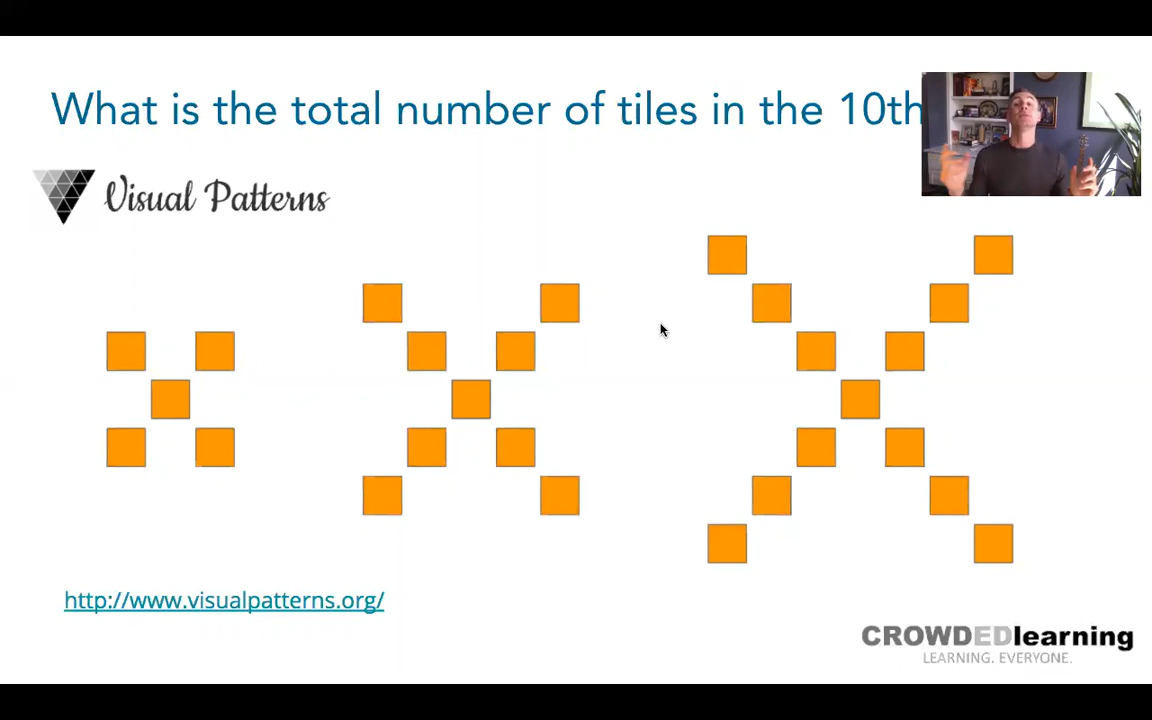 What is the total number of tiles in the 10th
Visual Patterns
http://www.visualpatterns.org/
CROWDEDlearning
LEARNING. EVERYONE.